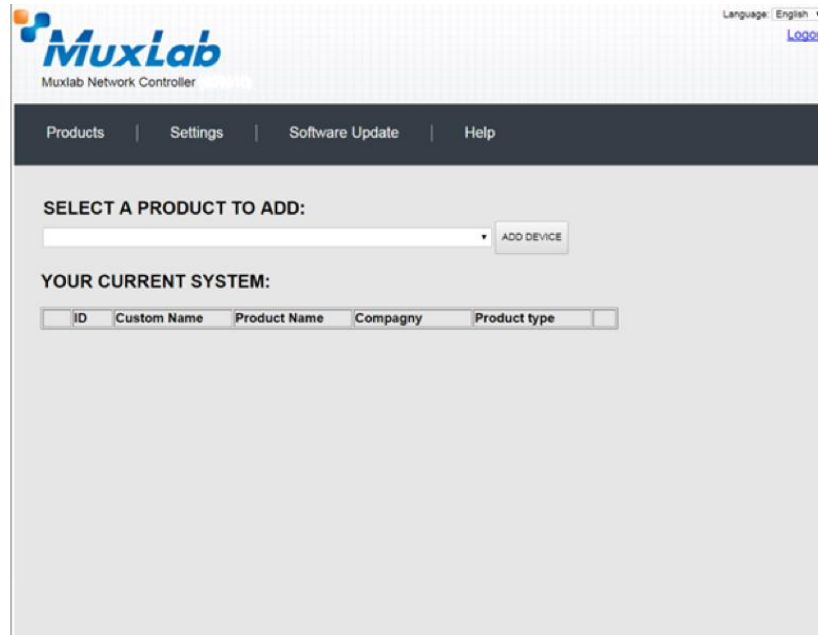 Language: English
MuxLab
Muxlab Network Controller
Products | Settings | Software Update | Help
SELECT A PRODUCT TO ADD:
ADD DEVICE
YOUR CURRENT SYSTEM:
ID Custom Name Product Name Compagny Product type